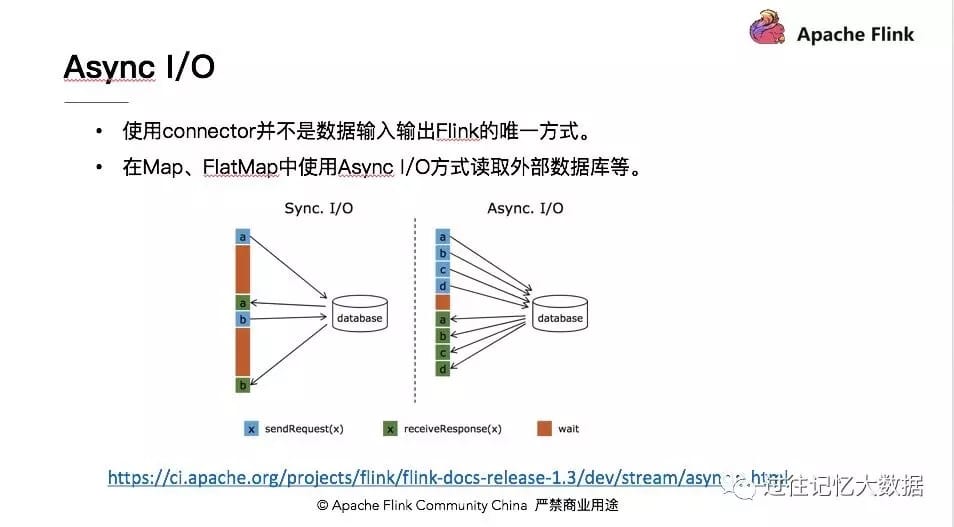 Apache Flink
Async I/O
• 使用connector并不是数据输入输出Flink的唯一方式。
• 在Map、FlatMap中使用Async I/O方式读取外部数据库等。
Sync. I/O
Async. I/O
a
a
b
b
database
a
b
c
d
a
b
c
d
database
x sendRequest(x)
x receiveResponse(x)
wait
https://ci.apache.org/projects/flink/flink-docs-release-1.3/dev/stream/async
html
过往记忆大数据
© Apache Flink Community China 严禁商业用途